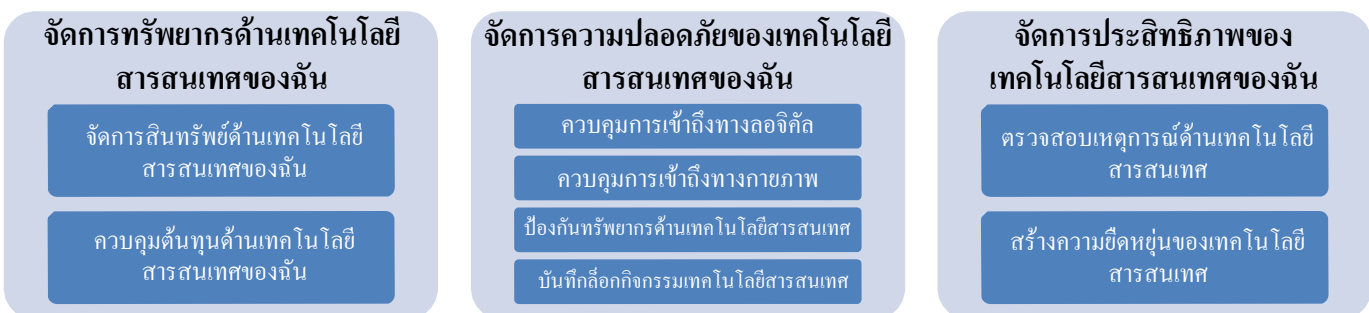 จัดการทรัพยากรด้านเทคโนโลยี
สารสนเทศของฉัน
จัดการสินทรัพย์ด้านเทคโนโลยี
สารสนเทศของฉัน
ควบคุมต้นทุนด้านเทคโนโลยี
สารสนเทศของฉัน
จัดการความปลอดภัยของเทคโนโลยี
สารสนเทศของฉัน
ควบคุมการเข้าถึงทางลอจิคัล
ควบคุมการเข้าถึงทางกายภาพ
ป้องกันทรัพยากรด้านเทคโนโลยีสารสนเทศ
บันทึกล็อกกิจกรรมเทคโนโลยีสารสนเทศ
จัดการประสิทธิภาพของ
เทคโนโลยีสารสนเทศของฉัน
ตรวจสอบเหตุการณ์ด้านเทคโนโลยี
สารสนเทศ
สร้างความยืดหยุ่นของเทคโนโลยี
สารสนเทศ